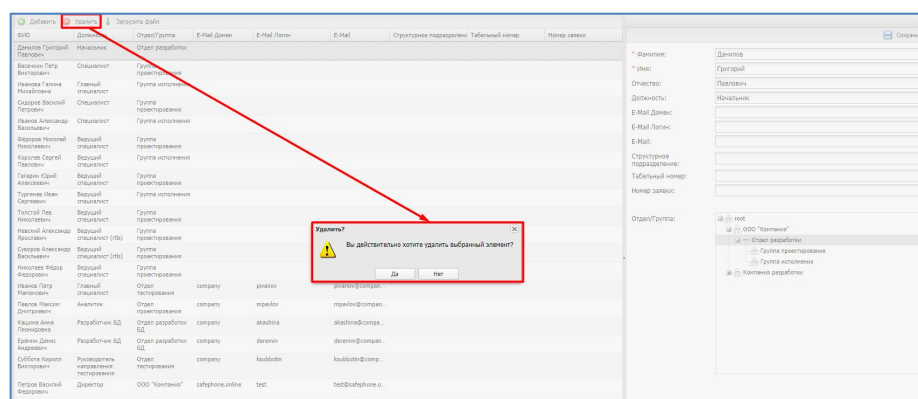 Добавить Удалить Загрузить файл
ФИО Должность Отдел/Группа E-Mail Домен E-Mail Логин E-Mail Структурное подразделени Табельный номер Номер заявки
Сохрани
Данилов Григорий Начальник Отдел разработки
Павлович
Васечкин Петр Специалист Группа
Викторович проектирования
Иванова Галина Главный Группа исполнения
Михайловна специалист
Сидоров Василий Специалист Группа
Петрович проектирования
Иванов Александр Специалист Группа исполнения
Васильевич
Федоров Николай Ведущий Группа
Николаевич специалист проектирования
Королев Сергей Ведущий Группа исполнения
Павлович специалист
Гагарин Юрий Ведущий Группа
Алексеевич специалист проектирования
Тургенев Иван Ведущий Группа исполнения
Сергеевич специалист
Толстой Лев Ведущий Группа
Николаевич специалист проектирования
Невский Александр Ведущий Группа
Ярославич специалист (rtls) проектирования
Суворов Александр Ведущий Группа
Васильевич специалист (rtls) проектирования
Николаев Фёдор Ведущий Группа
Федорович специалист проектирования
Иванов Петр Главный Отдел company pivanov pivanov@compan...
специалист тестирования
Павлов Максим Аналитик Отдел company mpavlov mpavlov@compan...
Дмитриевич проектирования
Кашина Анна Разработчик БД Отдел разработки company akashina akashina@compa...
Леонидовна БД
Ерёмин Денис Разработчик БД Отдел разработки company deremin deremin@compan...
Андреевич БД
Суббота Кирилл Руководитель Отдел company ksubbotin ksubbotin@comp...
Викторович направления тестирования
тестирования
Петров Василий Директор ООО "Компания" safephone.online test test@safephone.o...
Федорович
Удалить?
Вы действительно хотите удалить выбранный элемент?
Да Нет
* Фамилия: Данилов
* Имя: Григорий
Отчество: Павлович
Должность: Начальник
E-Mail Домен:
E-Mail Логин:
E-Mail:
Структурное
подразделение:
Табельный номер:
Номер заявки:
Отдел/Группа: root
ООО "Компания"
Отдел разработки
Группа проектирования
Группа исполнения
Компания разработки